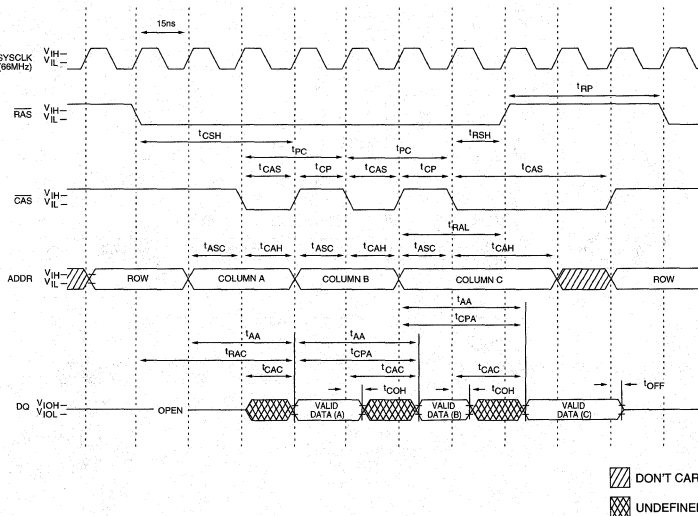 15ns
SYSCLK
(66MHz)
VIH
VIL
RAS
VIH
VIL
tRP
tCSH
tRSH
tPC
tPC
tCAS
tCP
tCAS
tCP
tCAS
CAS
VIH
VIL
tRAL
tASC
tCAH
tASC
tCAH
tASC
tCAH
ADDR
VIH
VIL
ROW
COLUMN A
COLUMN B
COLUMN C
ROW
tAA
tCPA
tAA
tAA
tRAC
tCPA
tCAC
tCAC
tCAC
tCOH
tCOH
tOFF
DQ
VIOH
VIOL
OPEN
VALID
DATA (A)
VALID
DATA (B)
VALID
DATA (C)
DON'T CAR
UNDEFINE